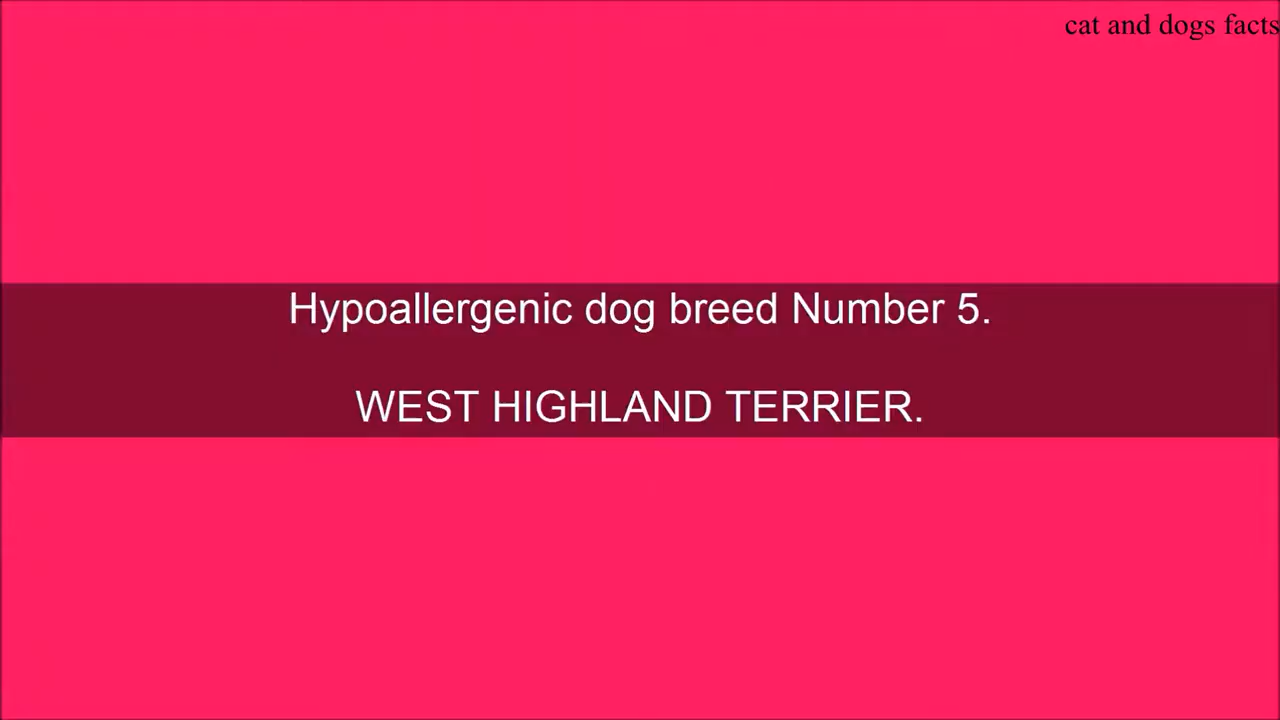 cat and dogs facts
Hypoallergenic dog breed Number 5.
WEST HIGHLAND TERRIER.